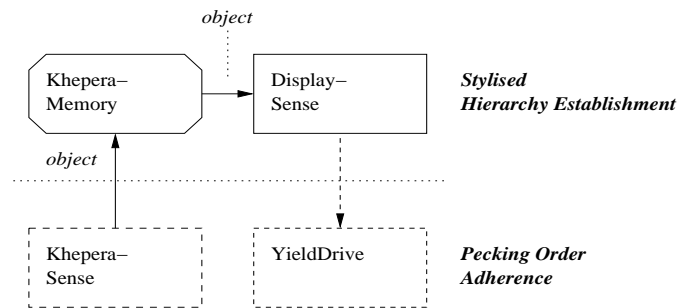 object
Khepera–
Memory
Display–
Sense
Stylised
Hierarchy Establishment
object
Khepera–
Sense
YieldDrive
Pecking Order
Adherence